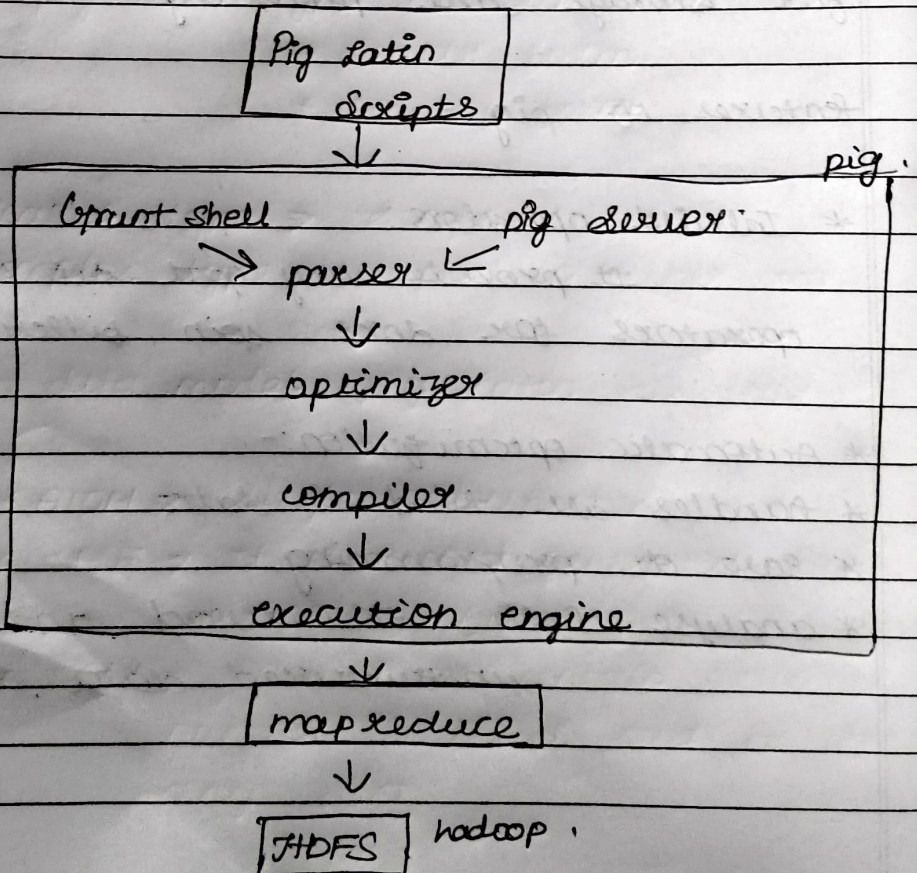 Pig Latin
Scripts
pig.
Grunt shell pig server.
parser
optimizer
compiler
execution engine
mapreduce
HDFS hadoop.